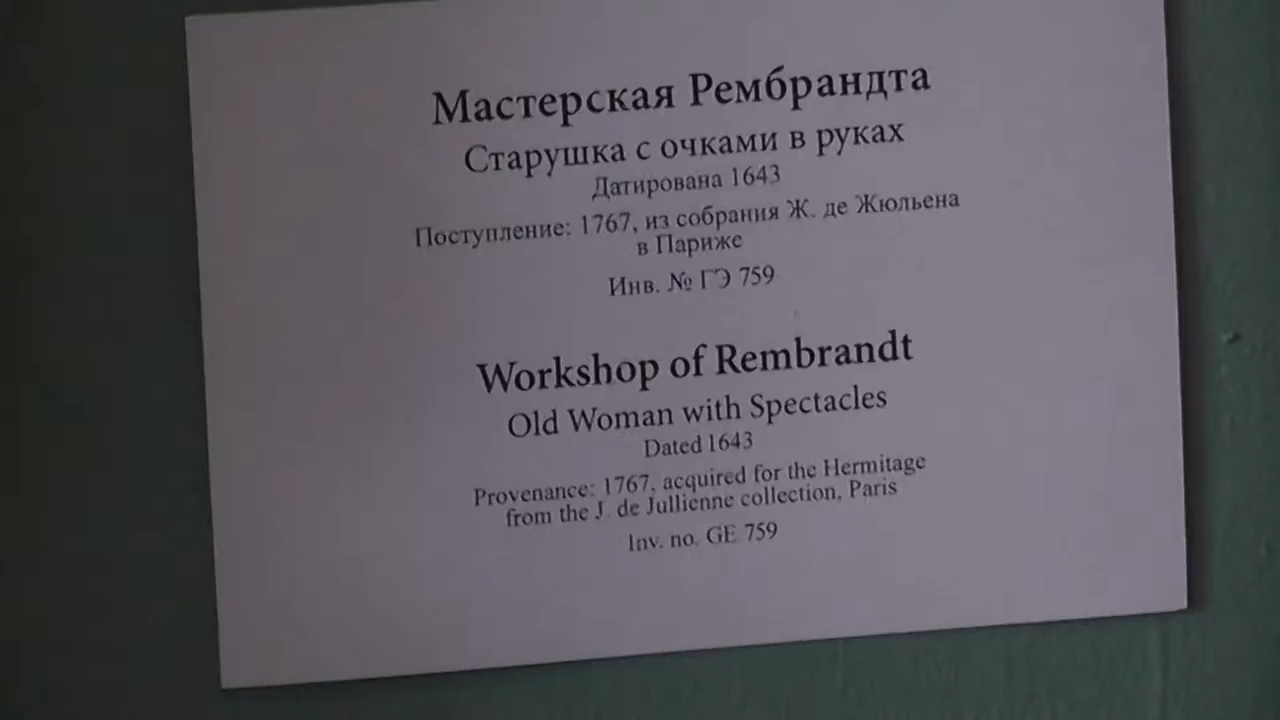 Мастерская Рембрандта
Старушка с очками в руках
Датирована 1643
Поступление: 1767, из собрания Ж. де Жюльена
в Париже
Инв. № ГЭ 759
Workshop of Rembrandt
Old Woman with Spectacles
Dated 1643
Provenance: 1767, acquired for the Hermitage
from the J. de Jullienne collection, Paris
Inv. no. GE 759